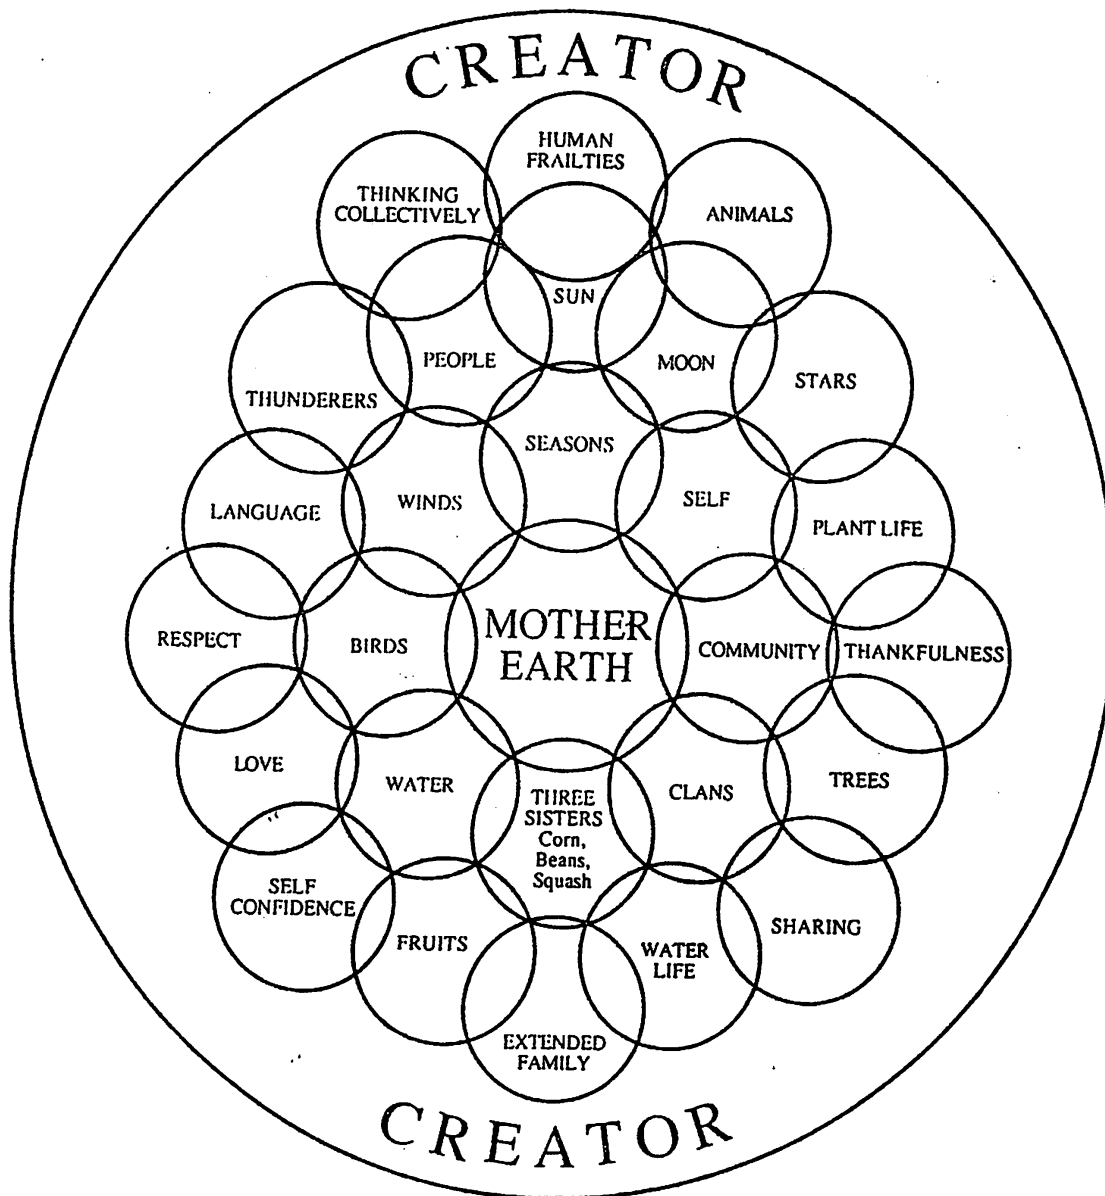 CREATOR
HUMAN
FRAILTIES
THINKING
COLLECTIVELY
ANIMALS
SUN
PEOPLE
MOON
STARS
THUNDERERS
SEASONS
LANGUAGE
WINDS
SELF
PLANT LIFE
RESPECT
BIRDS
MOTHER
EARTH
COMMUNITY
THANKFULNESS
LOVE
WATER
THREE
SISTERS
Corn,
Beans,
Squash
CLANS
TREES
SELF
CONFIDENCE
FRUITS
WATER
LIFE
SHARING
EXTENDED
FAMILY
CREATOR